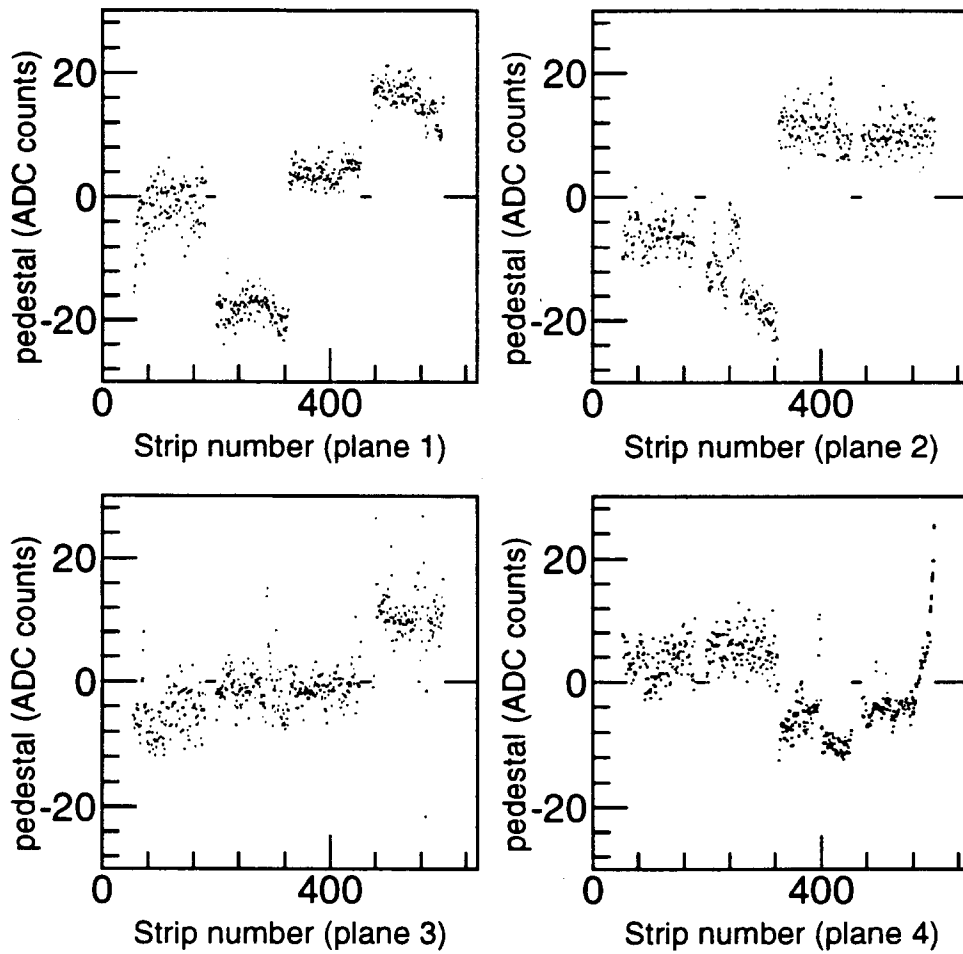 pedestal (ADC counts)
20
0
-20
0
400
Strip number (plane 1)
pedestal (ADC counts)
20
0
-20
0
400
Strip number (plane 2)
pedestal (ADC counts)
20
0
-20
0
400
Strip number (plane 3)
pedestal (ADC counts)
20
0
-20
0
400
Strip number (plane 4)